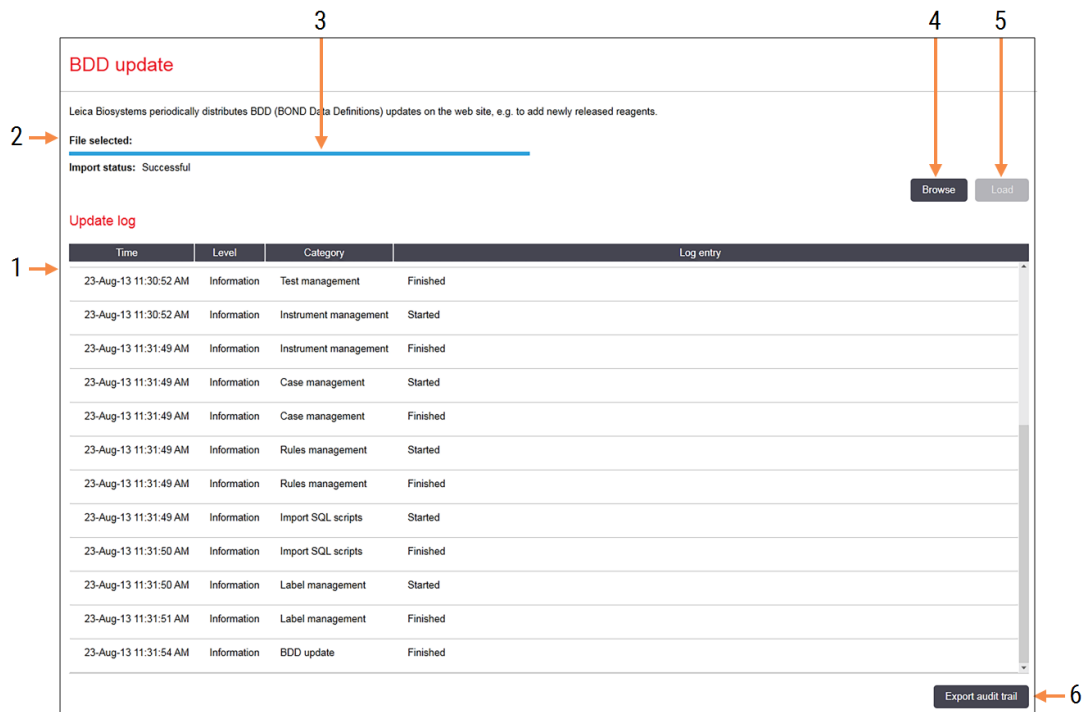 3 4 5
BDD update
Leica Biosystems periodically distributes BDD (BOND Data Definitions) updates on the web site, e.g. to add newly released reagents.
2 File selected:
Import status: Successful
Browse Load
Update log
Time Level Category Log entry
1
23-Aug-13 11:30:52 AM Information Test management Finished
23-Aug-13 11:30:52 AM Information Instrument management Started
23-Aug-13 11:31:49 AM Information Instrument management Finished
23-Aug-13 11:31:49 AM Information Case management Started
23-Aug-13 11:31:49 AM Information Case management Finished
23-Aug-13 11:31:49 AM Information Rules management Started
23-Aug-13 11:31:49 AM Information Rules management Finished
23-Aug-13 11:31:49 AM Information Import SQL scripts Started
23-Aug-13 11:31:50 AM Information Import SQL scripts Finished
23-Aug-13 11:31:50 AM Information Label management Started
23-Aug-13 11:31:51 AM Information Label management Finished
23-Aug-13 11:31:54 AM Information BDD update Finished
Export audit trail 6